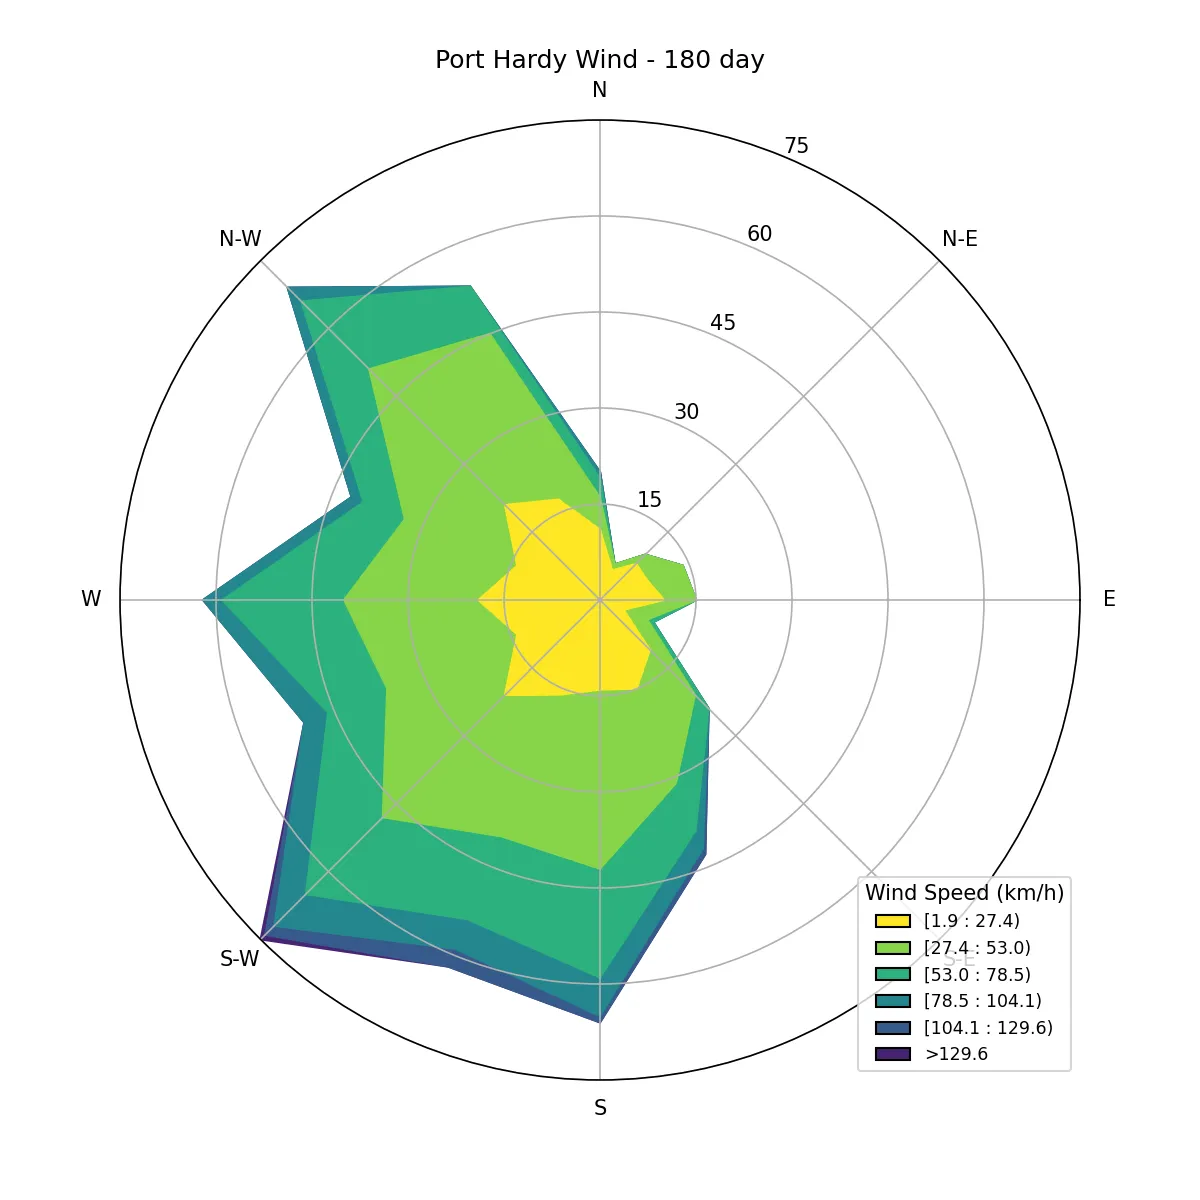 Port Hardy Wind - 180 day
N
75
60
N-W
N-E
45
30
15
W
E
Wind Speed (km/h)
[1.9 : 27.4)
[27.4 : 53.0)
S-W
S-E
[53.0 : 78.5)
[78.5 : 104.1)
[104.1 : 129.6)
>129.6
S